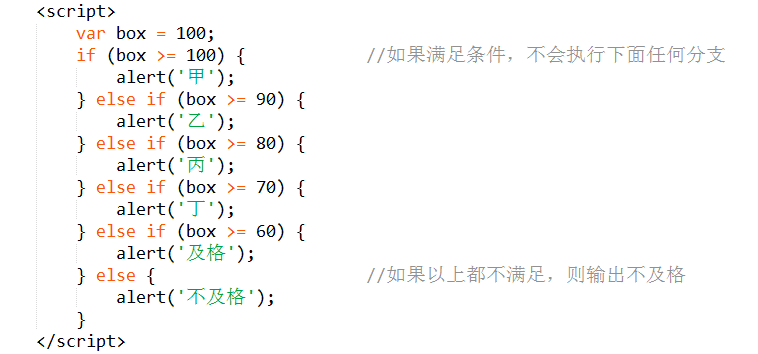 <script>
var box = 100;
if (box >= 100) { //如果满足条件，不会执行下面任何分支
alert('甲');
} else if (box >= 90) {
alert('乙');
} else if (box >= 80) {
alert('丙');
} else if (box >= 70) {
alert('丁');
} else if (box >= 60) {
alert('及格');
} else { //如果以上都不满足，则输出不及格
alert('不及格');
}
</script>